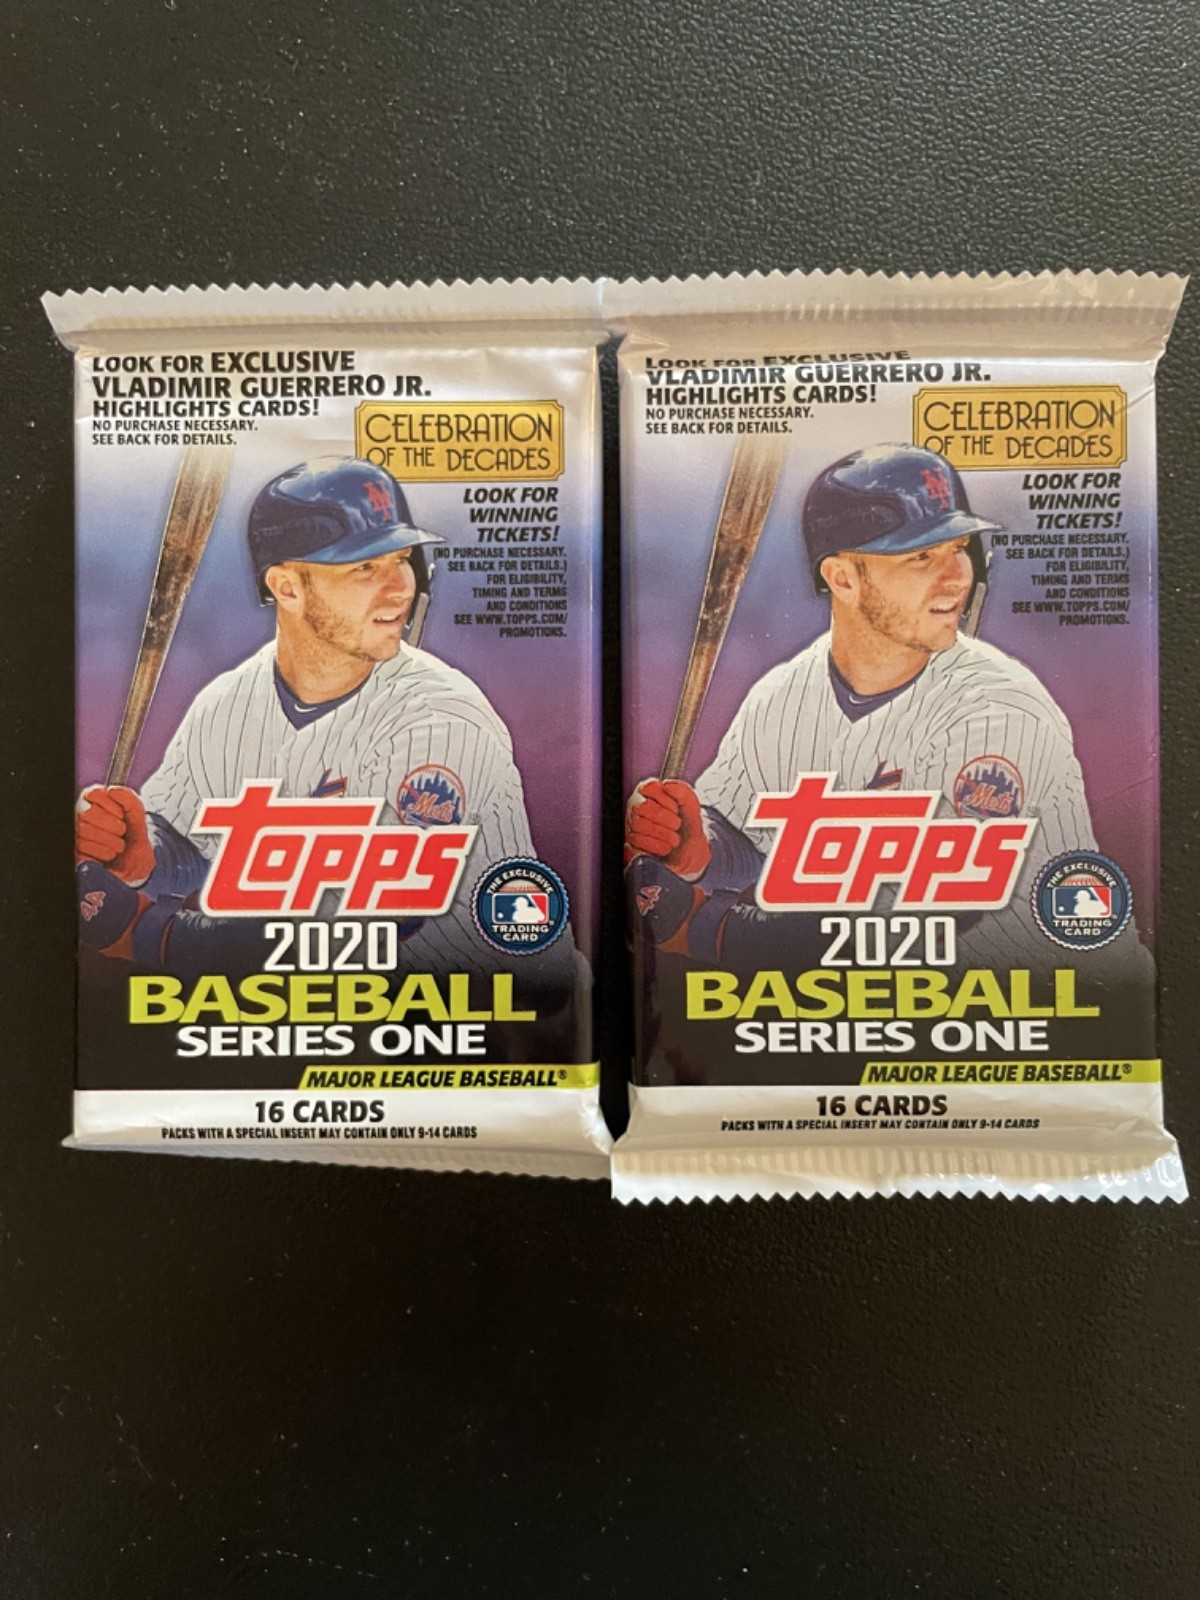 LOOK FOR EXCLUSIVE
VLADIMIR GUERRERO JR.
HIGHLIGHTS CARDS!
NO PURCHASE NECESSARY.
SEE BACK FOR DETAILS.
CELEBRATION
OF THE DECADES
LOOK FOR
WINNING
TICKETS!
(NO PURCHASE NECESSARY.
SEE BACK FOR DETAILS.)
FOR ELIGIBILITY,
TIMING AND TERMS
AND CONDITIONS
SEE WWW.TOPPS.COM/
PROMOTIONS.
NY
Mets
44
TOPPS
THE EXCLUSIVE
TRADING
CARD
2020
BASEBALL
SERIES ONE
MAJOR LEAGUE BASEBALL®
16 CARDS
PACKS WITH A SPECIAL INSERT MAY CONTAIN ONLY 9-14 CARDS
LOOK FOR EXCLUSIVE
VLADIMIR GUERRERO JR.
HIGHLIGHTS CARDS!
NO PURCHASE NECESSARY.
SEE BACK FOR DETAILS.
CELEBRATION
OF THE DECADES
LOOK FOR
WINNING
TICKETS!
(NO PURCHASE NECESSARY.
SEE BACK FOR DETAILS.)
FOR ELIGIBILITY,
TIMING AND TERMS
AND CONDITIONS
SEE WWW.TOPPS.COM/
PROMOTIONS.
NY
Mets
44
TOPPS
THE EXCLUSIVE
TRADING
CARD
2020
BASEBALL
SERIES ONE
MAJOR LEAGUE BASEBALL®
16 CARDS
PACKS WITH A SPECIAL INSERT MAY CONTAIN ONLY 9-14 CARDS